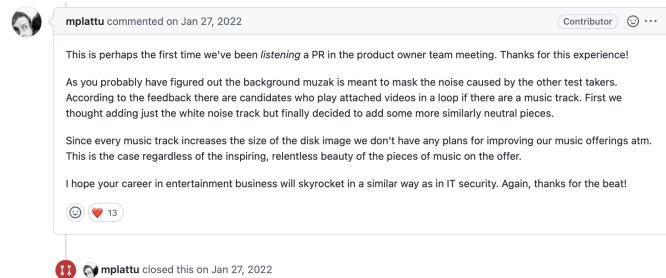 mplattu commented on Jan 27, 2022
Contributor
This is perhaps the first time we've been listening a PR in the product owner team meeting. Thanks for this experience!
As you probably have figured out the background muzak is meant to mask the noise caused by the other test takers.
According to the feedback there are candidates who play attached videos in a loop if there are a music track. First we
thought adding just the white noise track but finally decided to add some more similarly neutral pieces.
Since every music track increases the size of the disk image we don't have any plans for improving our music offerings atm.
This is the case regardless of the inspiring, relentless beauty of the pieces of music on the offer.
I hope your career in entertainment business will skyrocket in a similar way as in IT security. Again, thanks for the beat!
13
mplattu closed this on Jan 27, 2022